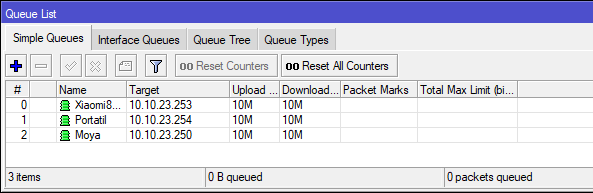 Queue List
Simple Queues Interface Queues Queue Tree Queue Types
00 Reset Counters 00 Reset All Counters
# Name Target Upload ... Download... Packet Marks Total Max Limit (bi...
0 Xiaomi8... 10.10.23.253 10M 10M
1 Portatil 10.10.23.254 10M 10M
2 Moya 10.10.23.250 10M 10M
3 items 0 B queued 0 packets queued